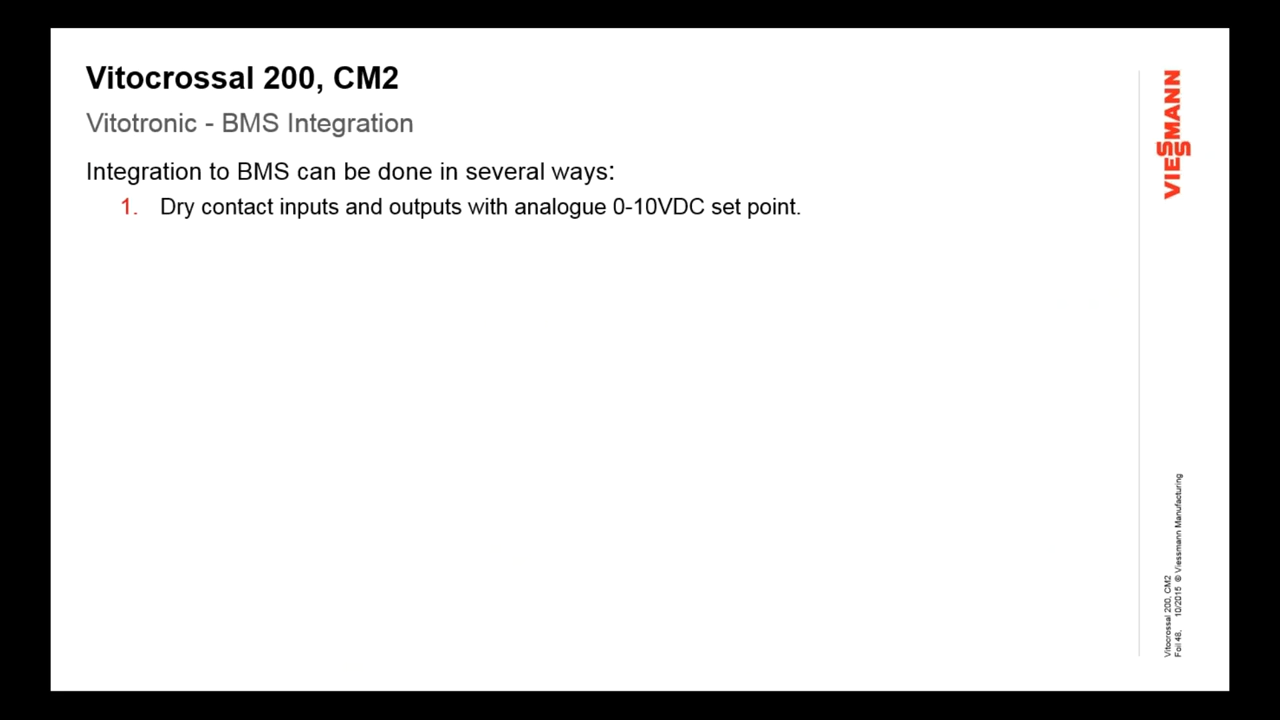 Vitocrossal 200, CM2
Vitotronic - BMS Integration
Integration to BMS can be done in several ways:
1. Dry contact inputs and outputs with analogue 0-10VDC set point.
VIESSMANN
Vitocrossal 200, CM2
Foil 48, 10/2015 © Viessmann Manufacturing